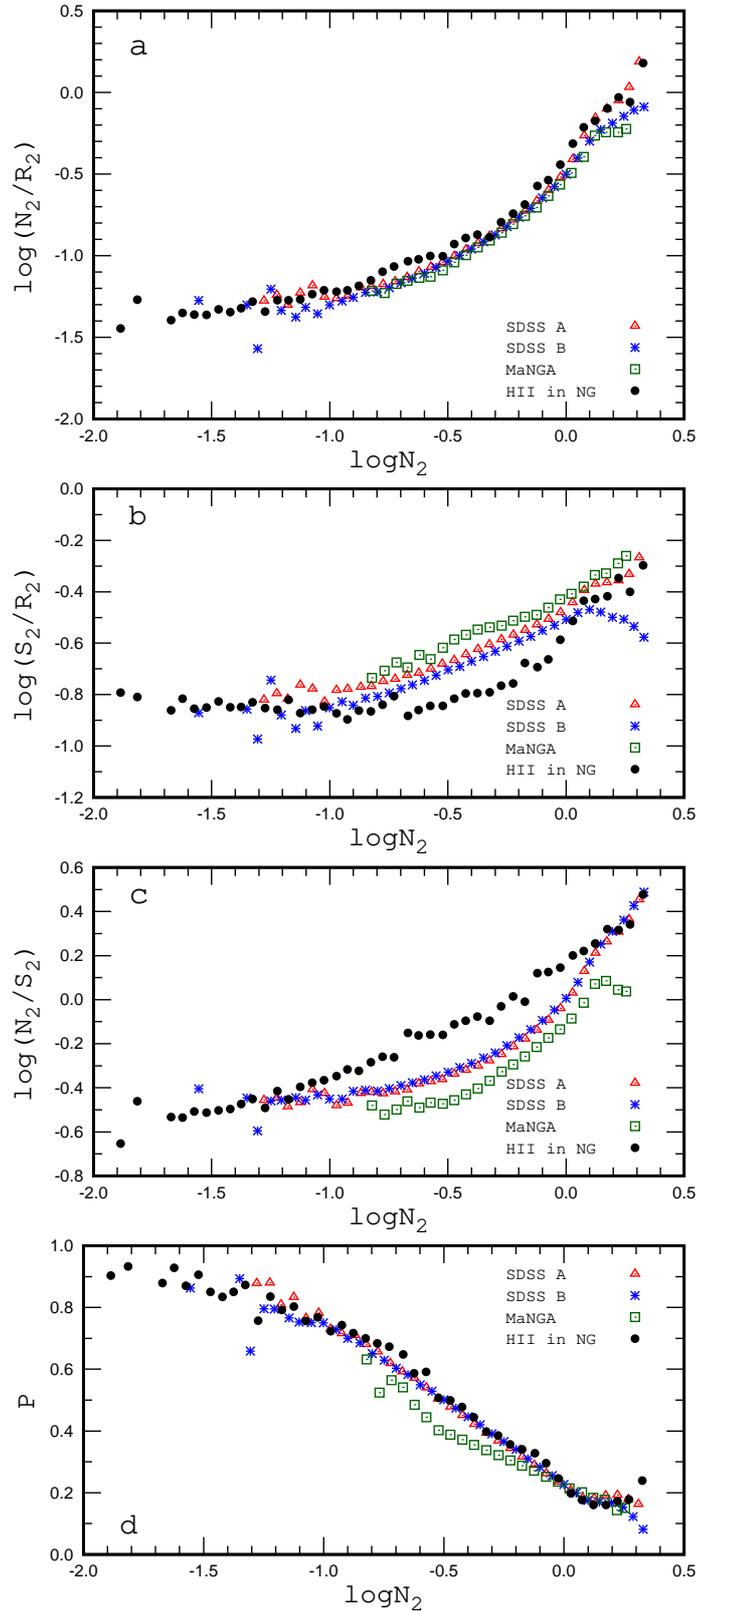 a
0.5
0.0
-0.5
-1.0
-1.5
-2.0
log(N2/R2)
SDSS A
SDSS B
MaNGA
HII in NG
-2.0 -1.5 -1.0 -0.5 0.0 0.5
logN2
b
0.0
-0.2
-0.4
-0.6
-0.8
-1.0
-1.2
log(S2/R2)
SDSS A
SDSS B
MaNGA
HII in NG
-2.0 -1.5 -1.0 -0.5 0.0 0.5
logN2
c
0.6
0.4
0.2
0.0
-0.2
-0.4
-0.6
-0.8
log(N2/S2)
SDSS A
SDSS B
MaNGA
HII in NG
-2.0 -1.5 -1.0 -0.5 0.0 0.5
logN2
1.0
0.8
0.6
0.4
0.2
0.0
P
SDSS A
SDSS B
MaNGA
HII in NG
d
-2.0 -1.5 -1.0 -0.5 0.0 0.5
logN2